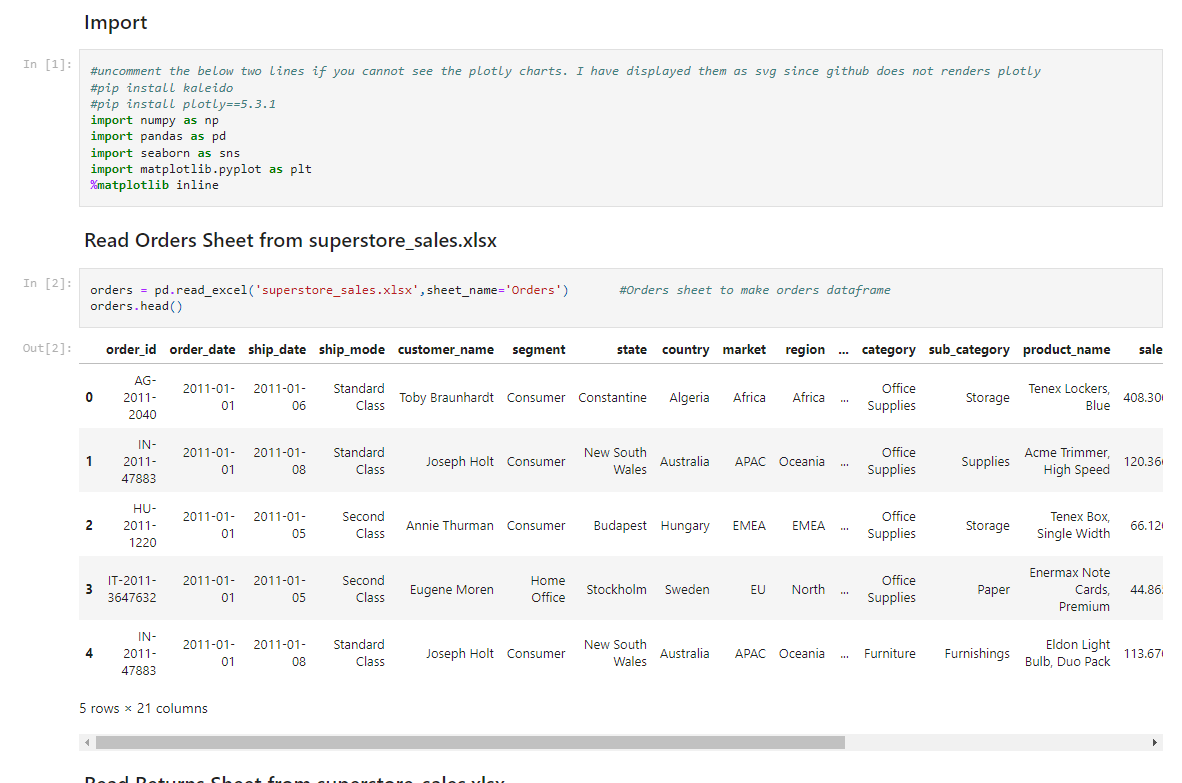 Import
In [1]:
#uncomment the below two lines if you cannot see the plotly charts. I have displayed them as svg since github does not renders plotly
#pip install kaleido
#pip install plotly==5.3.1
import numpy as np
import pandas as pd
import seaborn as sns
import matplotlib.pyplot as plt
%matplotlib inline
Read Orders Sheet from superstore_sales.xlsx
In [2]:
orders = pd.read_excel('superstore_sales.xlsx',sheet_name='Orders') #Orders sheet to make orders dataframe
orders.head()
Out[2]:
order_id order_date ship_date ship_mode customer_name segment state country market region ... category sub_category product_name sale
0 AG-2011-2040 2011-01-01 2011-01-06 Standard Class Toby Braunhardt Consumer Constantine Algeria Africa Africa ... Office Supplies Storage Tenex Lockers, Blue 408.30
1 IN-2011-47883 2011-01-01 2011-01-08 Standard Class Joseph Holt Consumer New South Wales Australia APAC Oceania ... Office Supplies Supplies Acme Trimmer, High Speed 120.36
2 HU-2011-1220 2011-01-01 2011-01-05 Second Class Annie Thurman Consumer Budapest Hungary EMEA EMEA ... Office Supplies Storage Tenex Box, Single Width 66.12
3 IT-2011-3647632 2011-01-01 2011-01-05 Second Class Eugene Moren Home Office Stockholm Sweden EU North ... Office Supplies Paper Enermax Note Cards, Premium 44.86
4 IN-2011-47883 2011-01-01 2011-01-08 Standard Class Joseph Holt Consumer New South Wales Australia APAC Oceania ... Furniture Furnishings Eldon Light Bulb, Duo Pack 113.67
5 rows × 21 columns
Read Returns Sheet from superstore_sales.xlsx